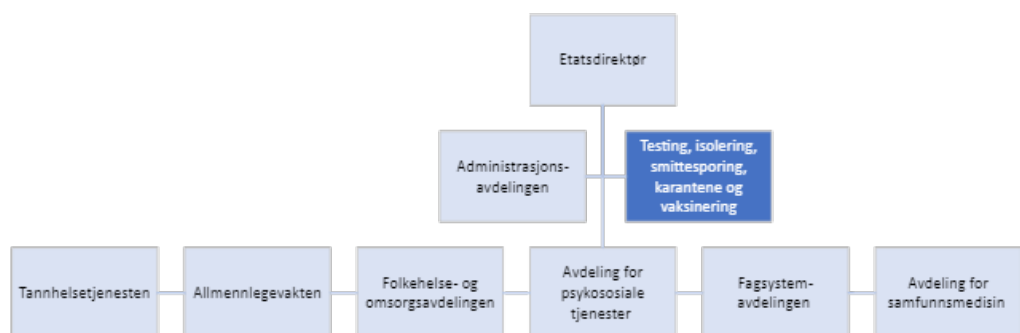 Etatsdirektør
Administrasjons-
avdelingen
Testing, isolering,
smittesporing,
karantene og
vaksinering
Tannhelsetjenesten
Allmennlegevakten
Folkehelse- og
omsorgsavdelingen
Avdeling for
psykososiale
tjenester
Fagsystem-
avdelingen
Avdeling for
samfunnsmedisin